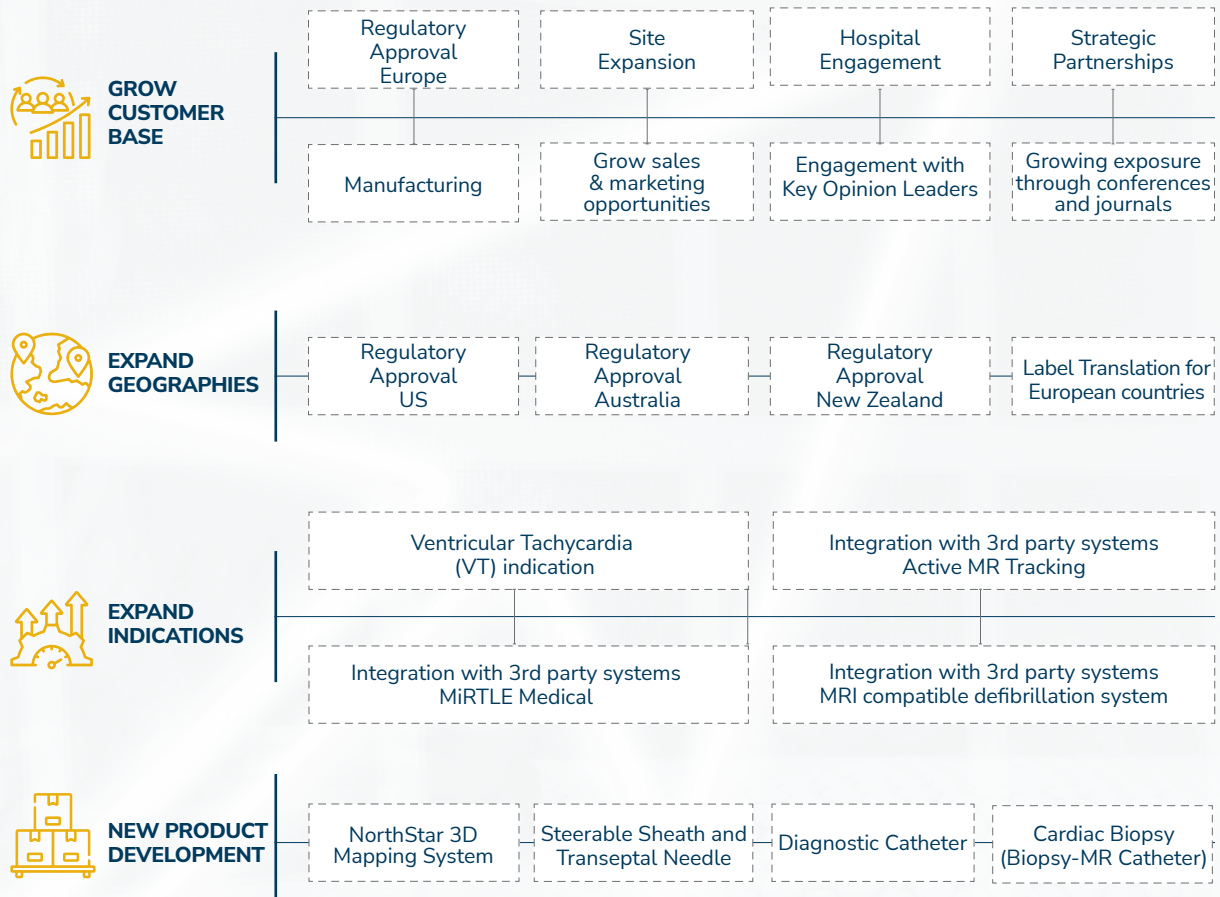 GROW
CUSTOMER
BASE
Regulatory
Approval
Europe
Site
Expansion
Hospital
Engagement
Strategic
Partnerships
Manufacturing
Grow sales
& marketing
opportunities
Engagement with
Key Opinion Leaders
Growing exposure
through conferences
and journals
EXPAND
GEOGRAPHIES
Regulatory
Approval
US
Regulatory
Approval
Australia
Regulatory
Approval
New Zealand
Label Translation for
European countries
EXPAND
INDICATIONS
Ventricular Tachycardia
(VT) indication
Integration with 3rd party systems
Active MR Tracking
Integration with 3rd party systems
MiRTLE Medical
Integration with 3rd party systems
MRI compatible defibrillation system
NEW PRODUCT
DEVELOPMENT
NorthStar 3D
Mapping System
Steerable Sheath and
Transeptal Needle
Diagnostic Catheter
Cardiac Biopsy
(Biopsy-MR Catheter)